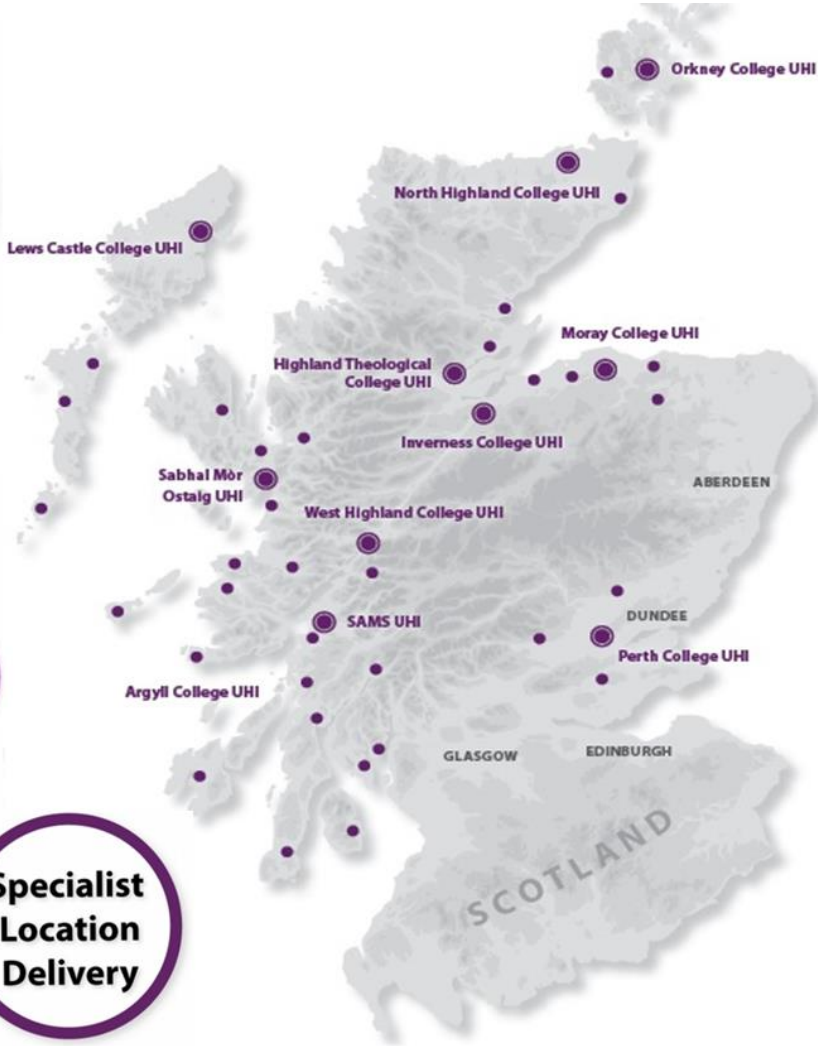 Orkney College UHI
North Highland College UHI
Lews Castle College UHI
Moray College UHI
Highland Theological
College UHI
Inverness College UHI
Sabhal Mòr
Ostaig UHI
ABERDEEN
West Highland College UHI
SAMS UHI
DUNDEE
Perth College UHI
Argyll College UHI
GLASGOW
EDINBURGH
SCOTLAND
Specialist
Location
Delivery